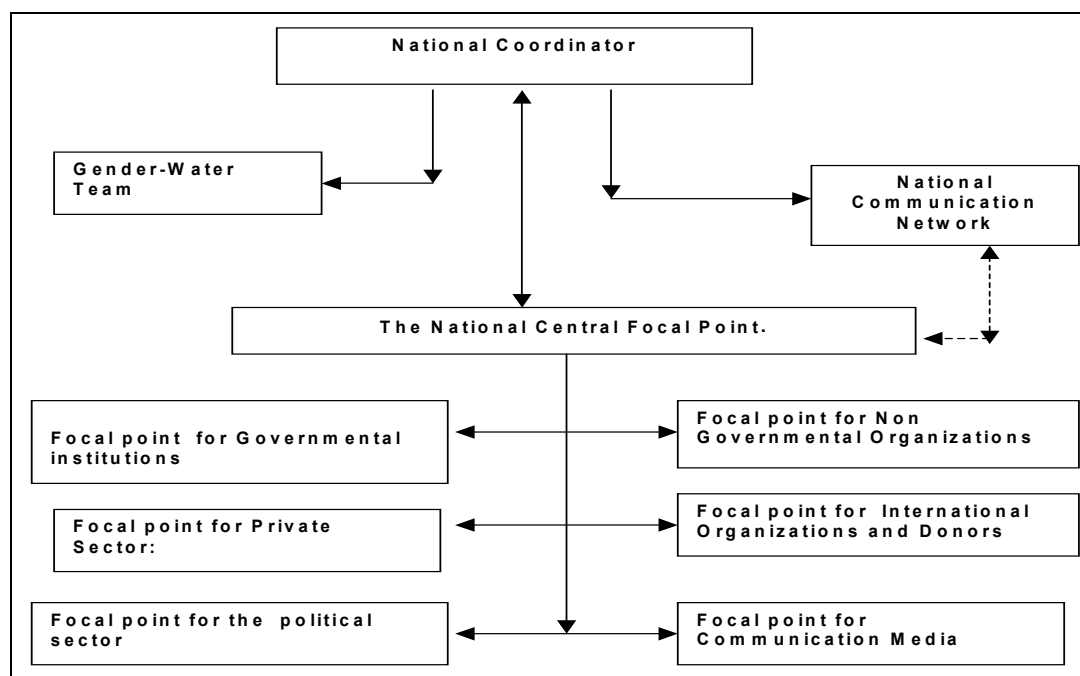 National Coordinator
Gender-Water
Team
National
Communication
Network
The National Central Focal Point.
Focal point for Governmental
institutions
Focal point for Non
Governmental Organizations
Focal point for Private
Sector:
Focal point for International
Organizations and Donors
Focal point for the political
sector
Focal point for
Communication Media